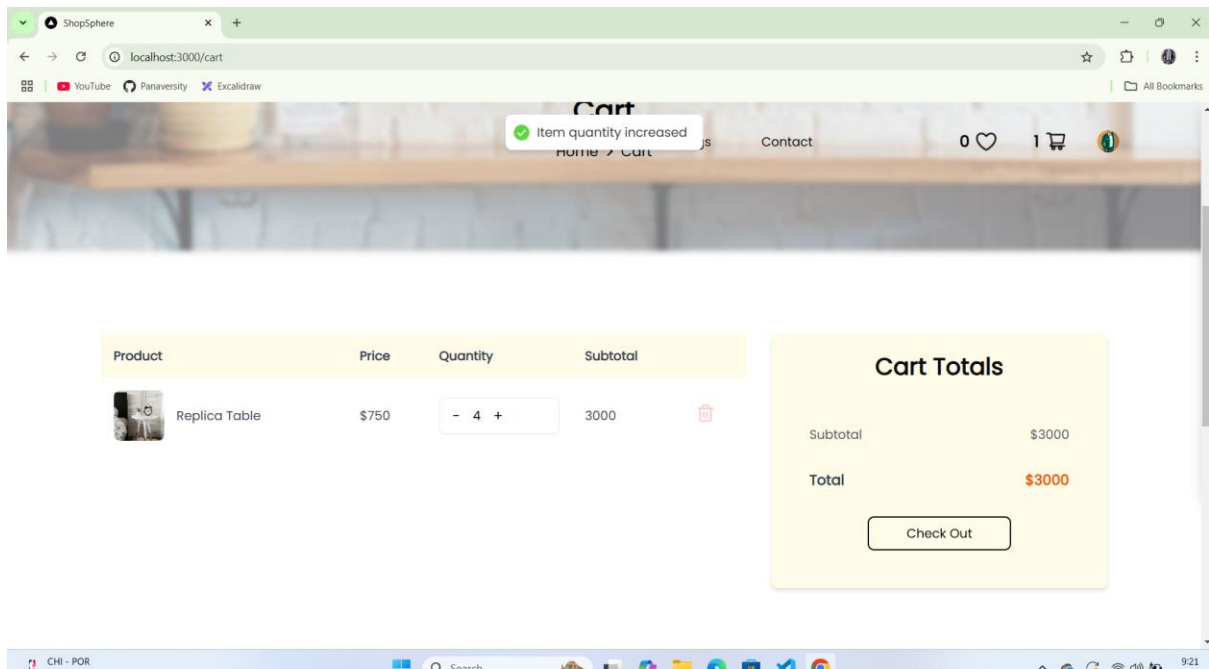 ShopSphere
localhost:3000/cart
YouTube Panaversity Excalidraw All Bookmarks
Cart
Item quantity increased
Contact 0 1
Home > Cart
Product Price Quantity Subtotal
Replica Table $750 - 4 + 3000
Cart Totals
Subtotal $3000
Total $3000
Check Out
CHI - POR
Search
9:21